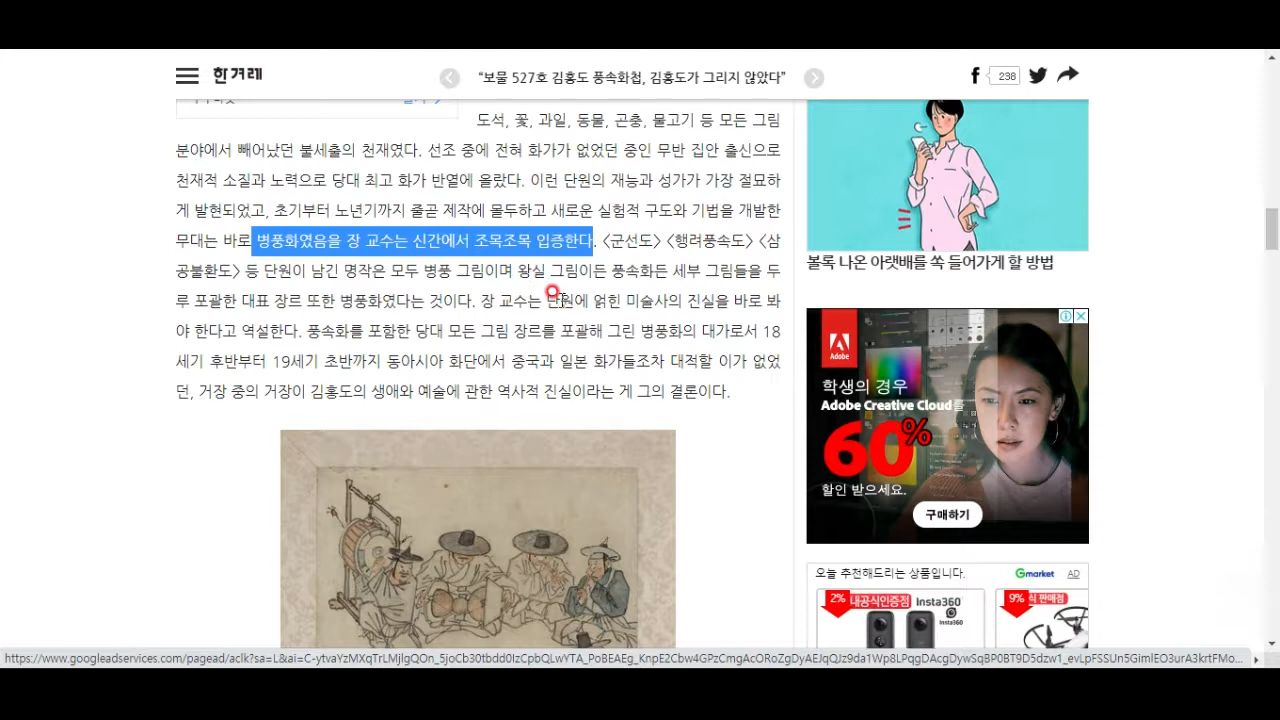 한겨레
“보물 527호 김홍도 풍속화첩, 김홍도가 그리지 않았다”
238
도석, 꽃, 과일, 동물, 곤충, 물고기 등 모든 그림
분야에서 빼어났던 불세출의 천재였다. 선조 중에 전혀 화가가 없었던 중인 무반 집안 출신으로
천재적 소질과 노력으로 당대 최고 화가 반열에 올랐다. 이런 단원의 재능과 성가가 가장 절묘하
게 발현되었고, 초기부터 노년기까지 줄곧 제작에 몰두하고 새로운 실험적 구도와 기법을 개발한
무대는 바로 병풍화였음을 장 교수는 신간에서 조목조목 입증한다. <군선도> <행려풍속도> <삼
공불환도> 등 단원이 남긴 명작은 모두 병풍 그림이며 왕실 그림이든 풍속화든 세부 그림들을 두
루 포괄한 대표 장르 또한 병풍화였다는 것이다. 장 교수는 단원에 얽힌 미술사의 진실을 바로 봐
야 한다고 역설한다. 풍속화를 포함한 당대 모든 그림 장르를 포괄해 그린 병풍화의 대가로서 18
세기 후반부터 19세기 초반까지 동아시아 화단에서 중국과 일본 화가들조차 대적할 이가 없었
던, 거장 중의 거장이 김홍도의 생애와 예술에 관한 역사적 진실이라는 게 그의 결론이다.
볼록 나온 아랫배를 쏙 들어가게 할 방법
Adobe
학생의 경우
Adobe Creative Cloud를
60%
할인 받으세요.
구매하기
오늘 추천해드리는 상품입니다.
Gmarket
AD
2%
내공식인증점
Insta360
Insta360
9%
식 판매점